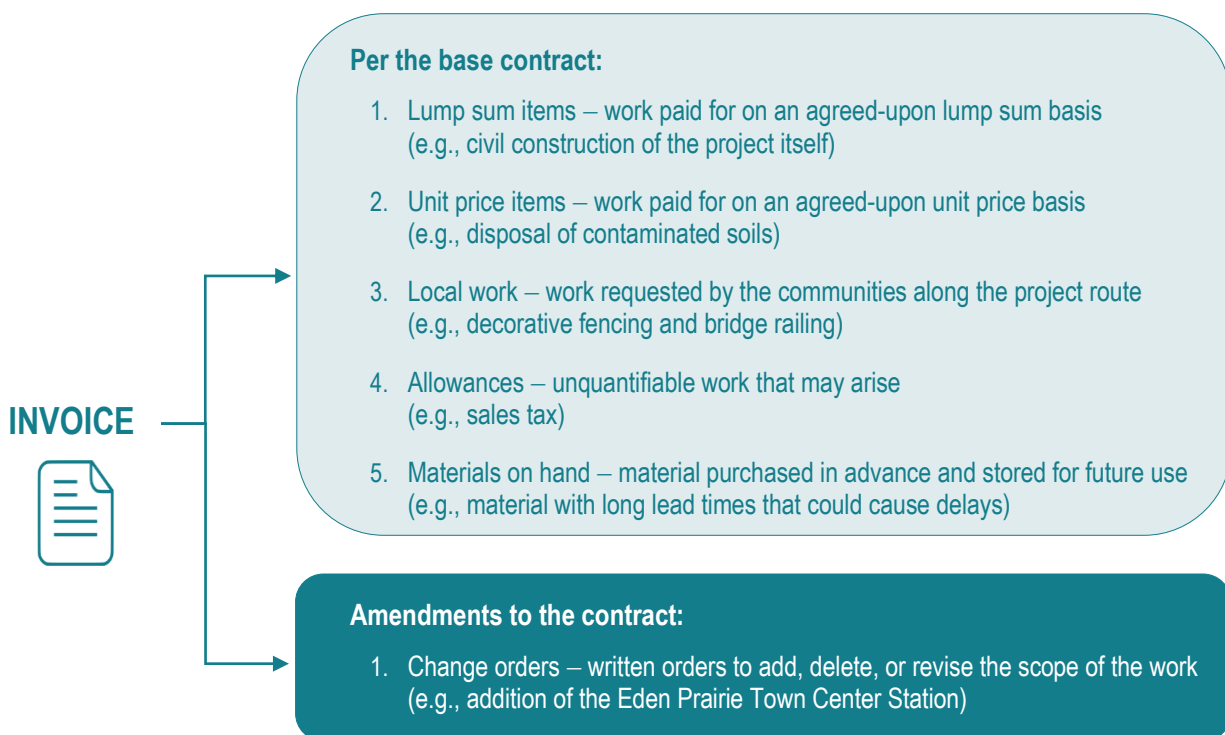 Per the base contract:
1. Lump sum items – work paid for on an agreed-upon lump sum basis
(e.g., civil construction of the project itself)
2. Unit price items – work paid for on an agreed-upon unit price basis
(e.g., disposal of contaminated soils)
3. Local work – work requested by the communities along the project route
(e.g., decorative fencing and bridge railing)
4. Allowances – unquantifiable work that may arise
(e.g., sales tax)
5. Materials on hand – material purchased in advance and stored for future use
(e.g., material with long lead times that could cause delays)
INVOICE
Amendments to the contract:
1. Change orders – written orders to add, delete, or revise the scope of the work
(e.g., addition of the Eden Prairie Town Center Station)